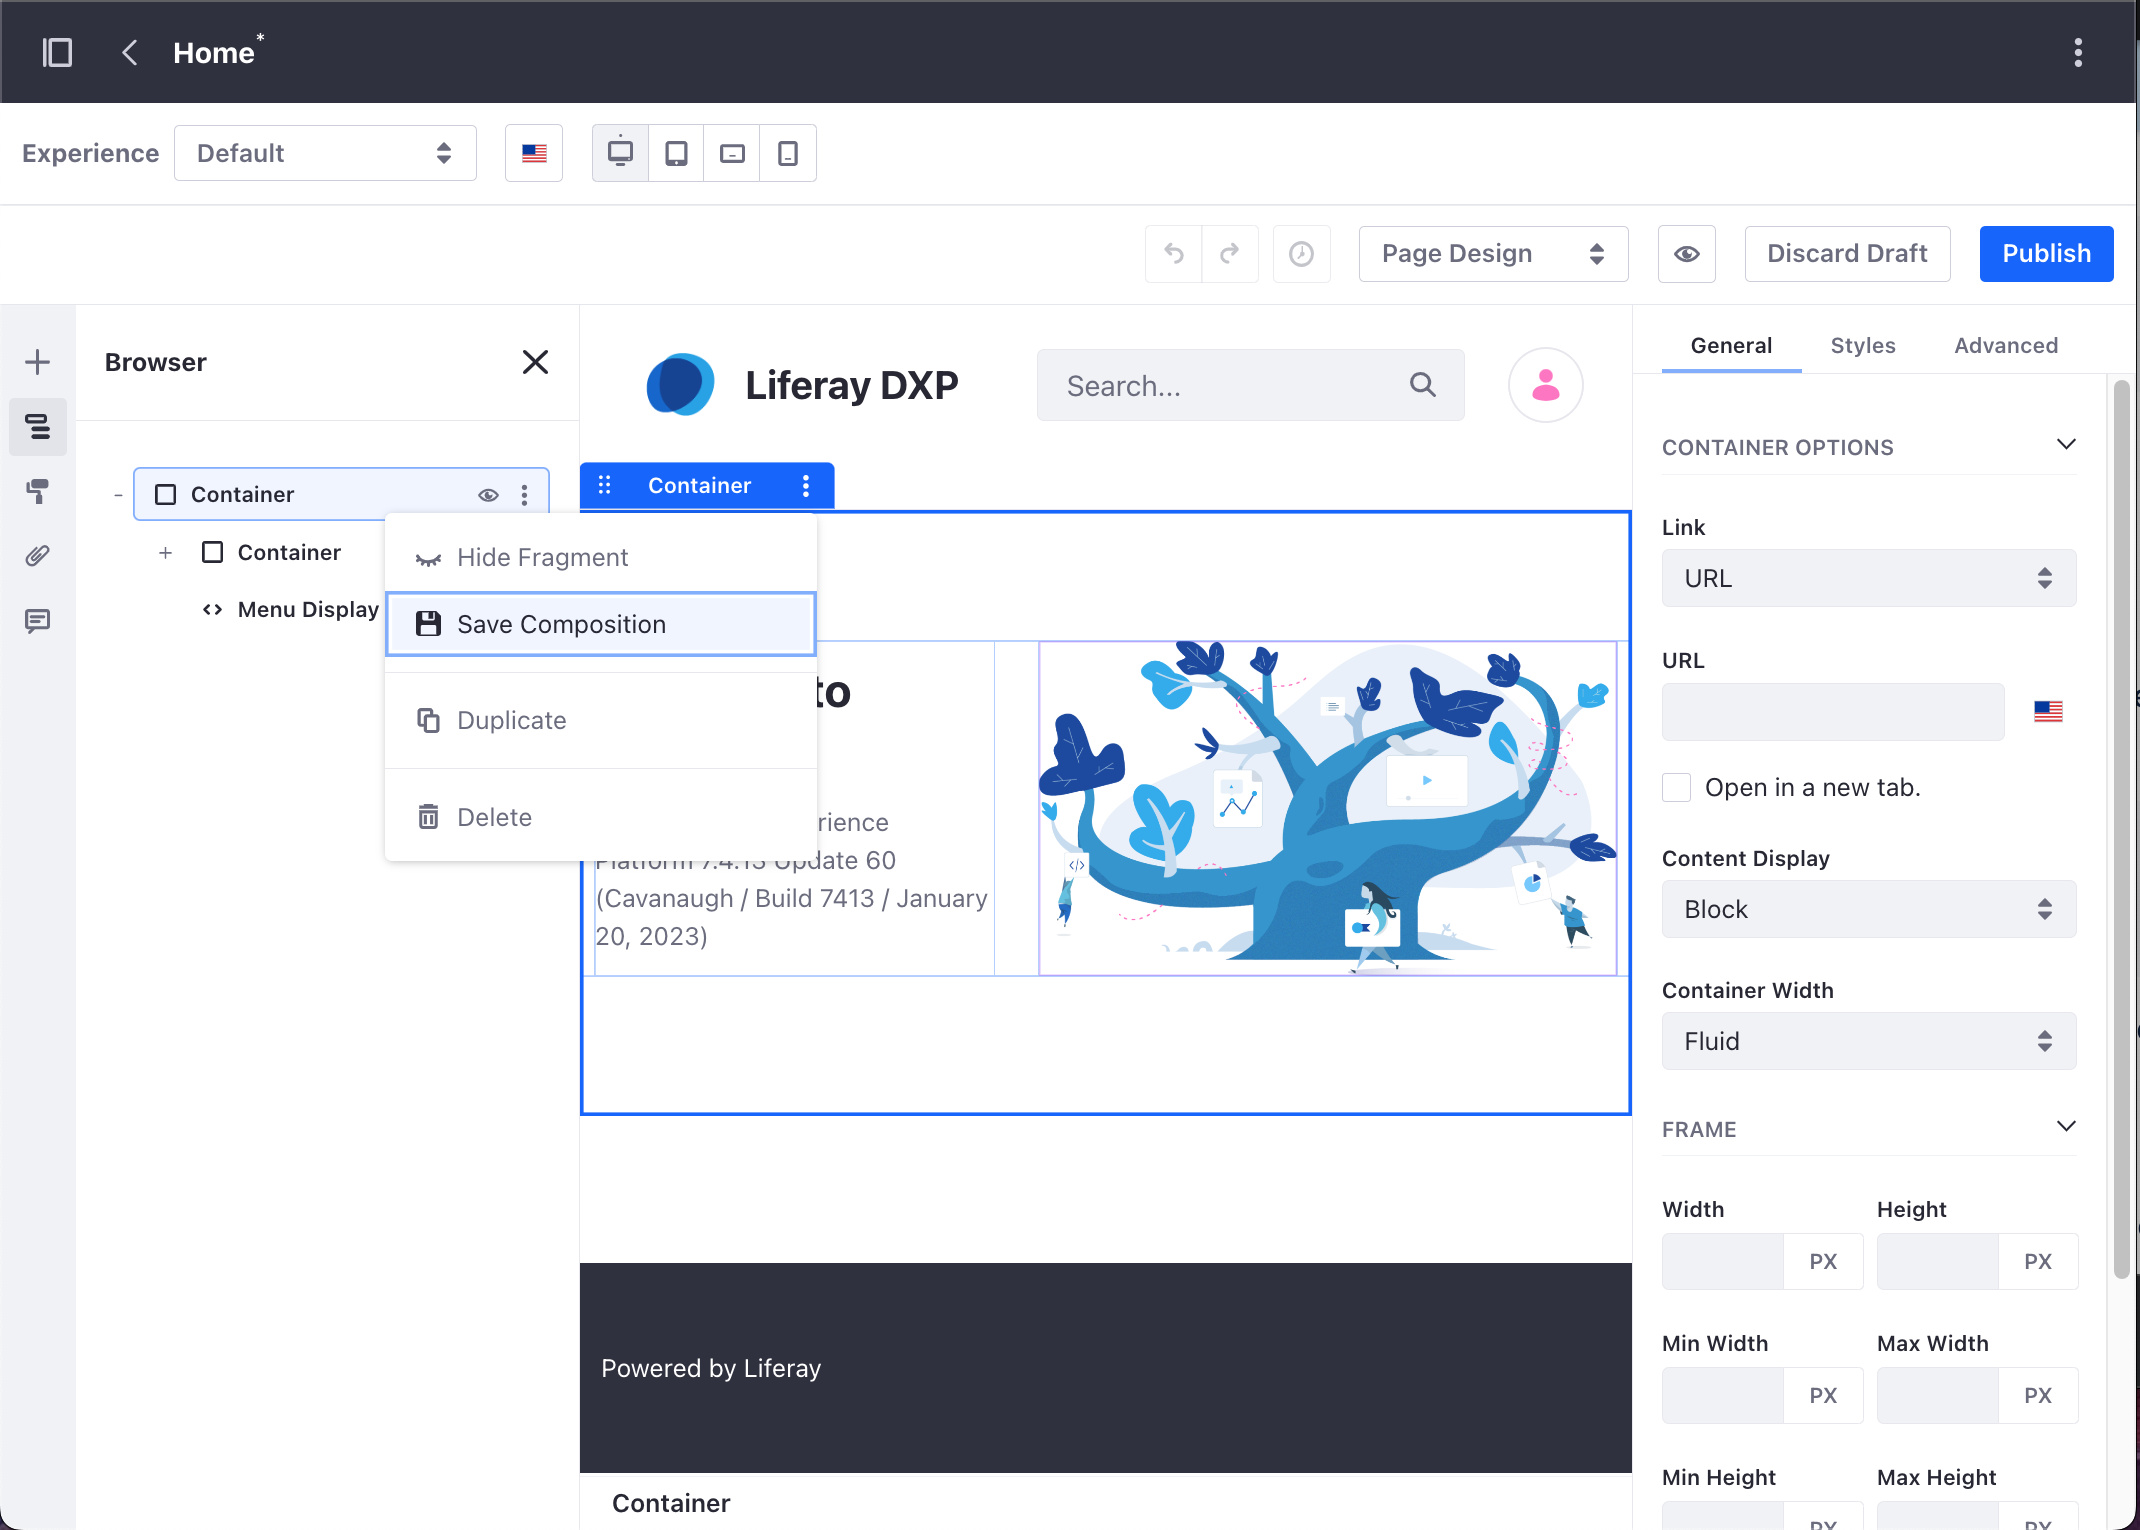 Home*
Experience
Default
Page Design
Discard Draft
Publish
Browser
- Container
+ Container
Menu Display
Hide Fragment
Save Composition
Duplicate
Delete
Liferay DXP
Search...
Container
to
rience
Platform 7.4.13 Update 60
(Cavanaugh / Build 7413 / January
20, 2023)
Powered by Liferay
Container
General
Styles
Advanced
CONTAINER OPTIONS
Link
URL
URL
Open in a new tab.
Content Display
Block
Container Width
Fluid
FRAME
Width Height
PX PX
Min Width Max Width
PX PX
Min Height Max Height
PX PX